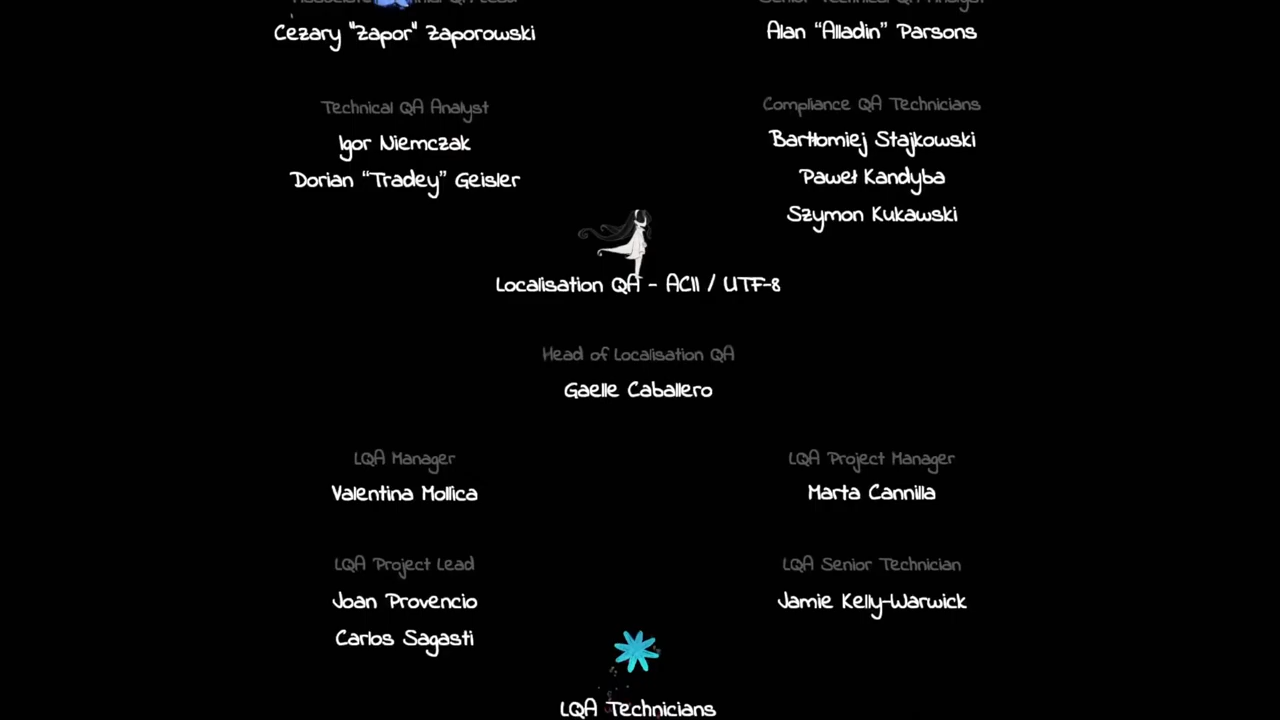 Cezary "Zapor" Zaporowski
Alan “Alladin” Parsons
Technical QA Analyst
Igor Niemczak
Dorian “Tradey” Geisler
Compliance QA Technicians
Bartłomiej Stajkowski
Paweł Kandyba
Szymon Kukawski
Localisation QA - ACII / UTF-8
Head of Localisation QA
Gaelle Caballero
LQA Manager
Valentina Mollica
LQA Project Manager
Marta Cannilla
LQA Project Lead
Joan Provencio
Carlos Sagasti
LQA Senior Technician
Jamie Kelly-Warwick
LQA Technicians